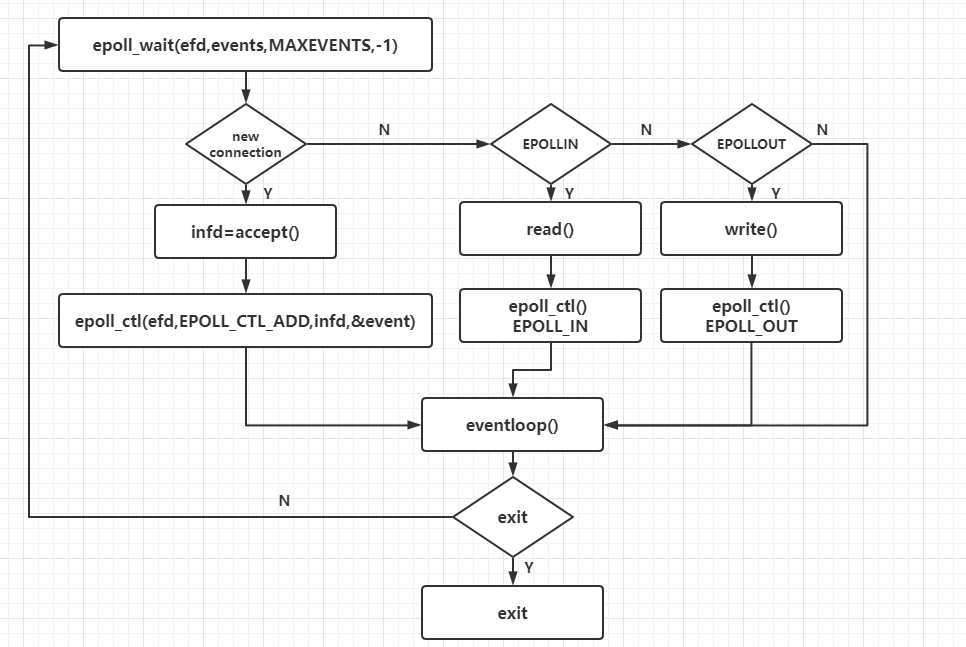 epoll_wait(efd,events,MAXEVENTS,-1)
new
connection
N
EPOLLIN
N
EPOLLOUT
N
Y
Y
Y
infd=accept()
read()
write()
epoll_ctl(efd,EPOLL_CTL_ADD,infd,&event)
epoll_ctl()
EPOLL_IN
epoll_ctl()
EPOLL_OUT
eventloop()
N
exit
Y
exit